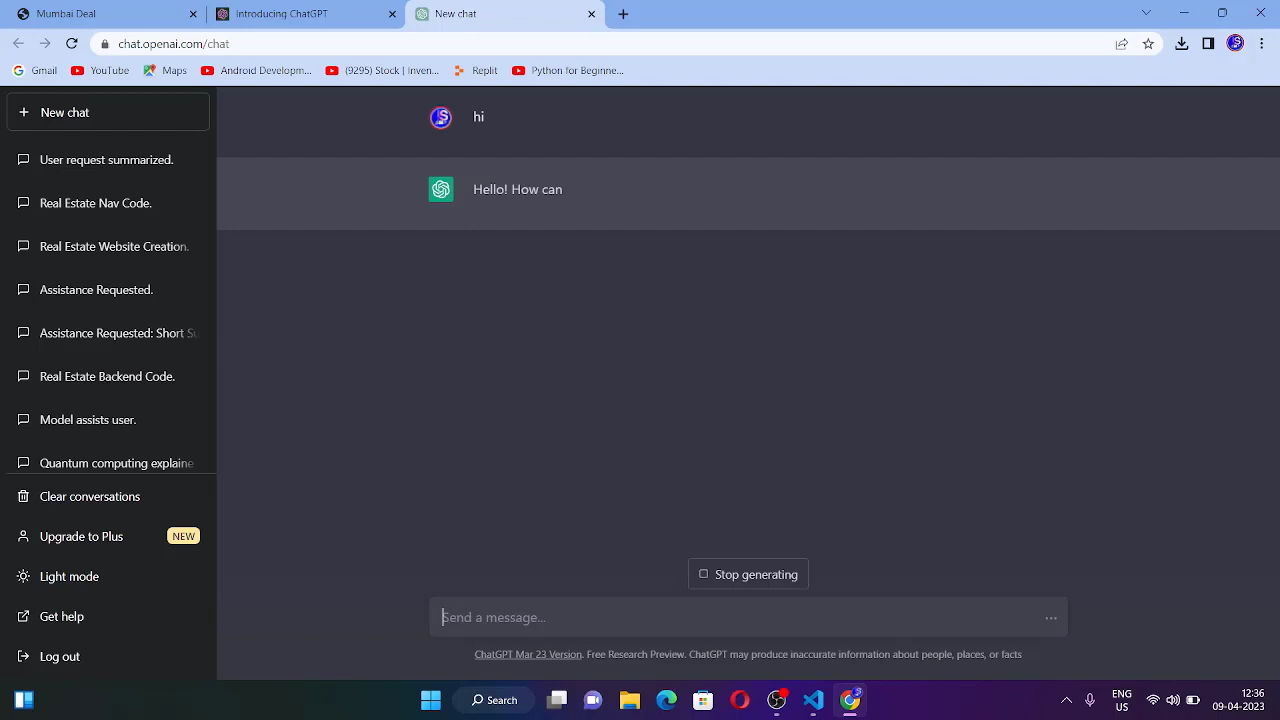 Mumbai Deal
Introducing ChatGPT
New chat
chat.openai.com/chat
Gmail
YouTube
Maps
Android Developm...
(9295) Stock | Inven...
Replit
Python for Beginne...
New chat
User request summarized.
Real Estate Nav Code.
Real Estate Website Creation.
Assistance Requested.
Assistance Requested: Short Su
Real Estate Backend Code.
Model assists user.
Quantum computing explaine
Clear conversations
Upgrade to Plus
NEW
Light mode
Get help
Log out
hi
Hello! How can
Stop generating
Send a message...
ChatGPT Mar 23 Version. Free Research Preview. ChatGPT may produce inaccurate information about people, places, or facts
Search
ENG
US
12:36
09-04-2023